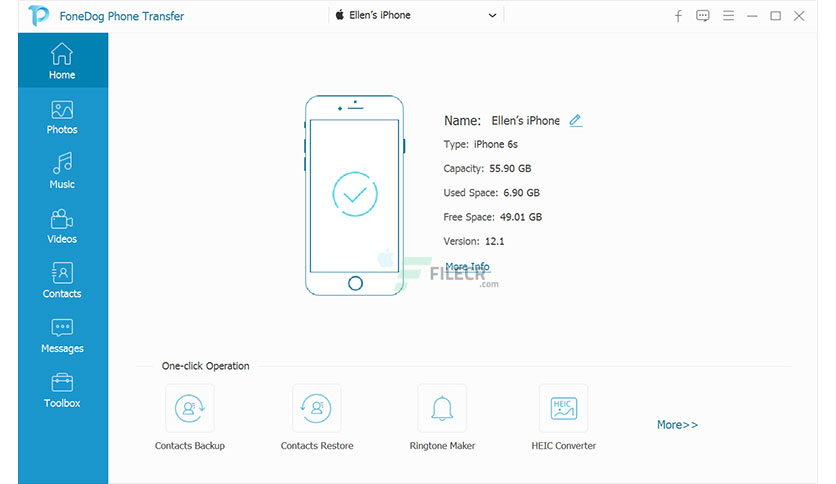 FoneDog Phone Transfer
Ellen's iPhone
Home
Photos
Music
Videos
Contacts
Messages
Toolbox
Name: Ellen's iPhone
Type: iPhone 6s
Capacity: 55.90 GB
Used Space: 6.90 GB
Free Space: 49.01 GB
Version: 12.1
More Info
FILECR
.com
One-click Operation
Contacts Backup
Contacts Restore
Ringtone Maker
HEIC
HEIC Converter
More>>